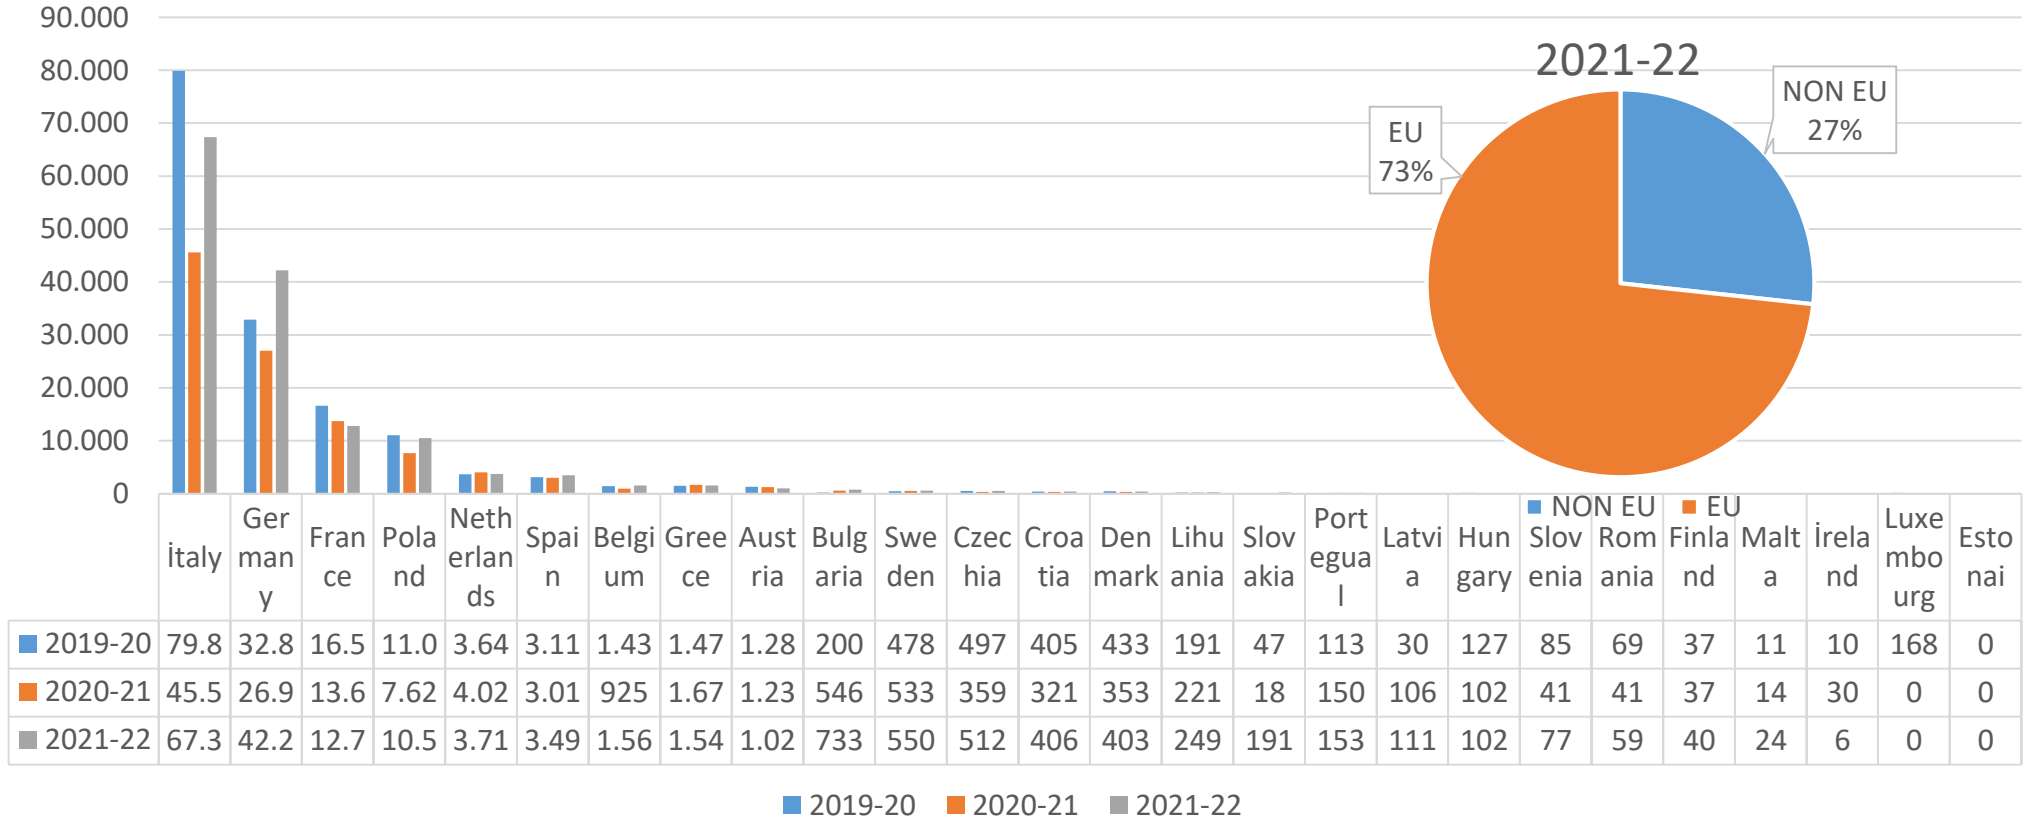 90.000
80.000
70.000
60.000
50.000
40.000
30.000
20.000
10.000
0
2021-22
NON EU
27%
EU
73%
NON EU EU
İtaly
Ger
man
y
Fran
ce
Pola
nd
Neth
erlan
ds
Spai
n
Belgi
um
Gree
ce
Aust
ria
Bulg
aria
Swe
den
Czec
hia
Croa
tia
Den
mark
Lihu
ania
Slov
akia
Port
egua
l
Latvi
a
Hun
gary
Slov
enia
Rom
ania
Finla
nd
Malt
a
İrela
nd
Luxe
mbo
urg
Esto
nai
2019-20 79.8 32.8 16.5 11.0 3.64 3.11 1.43 1.47 1.28 200 478 497 405 433 191 47 113 30 127 85 69 37 11 10 168 0
2020-21 45.5 26.9 13.6 7.62 4.02 3.01 925 1.67 1.23 546 533 359 321 353 221 18 150 106 102 41 41 37 14 30 0 0
2021-22 67.3 42.2 12.7 10.5 3.71 3.49 1.56 1.54 1.02 733 550 512 406 403 249 191 153 111 102 77 59 40 24 6 0 0
2019-20 2020-21 2021-22